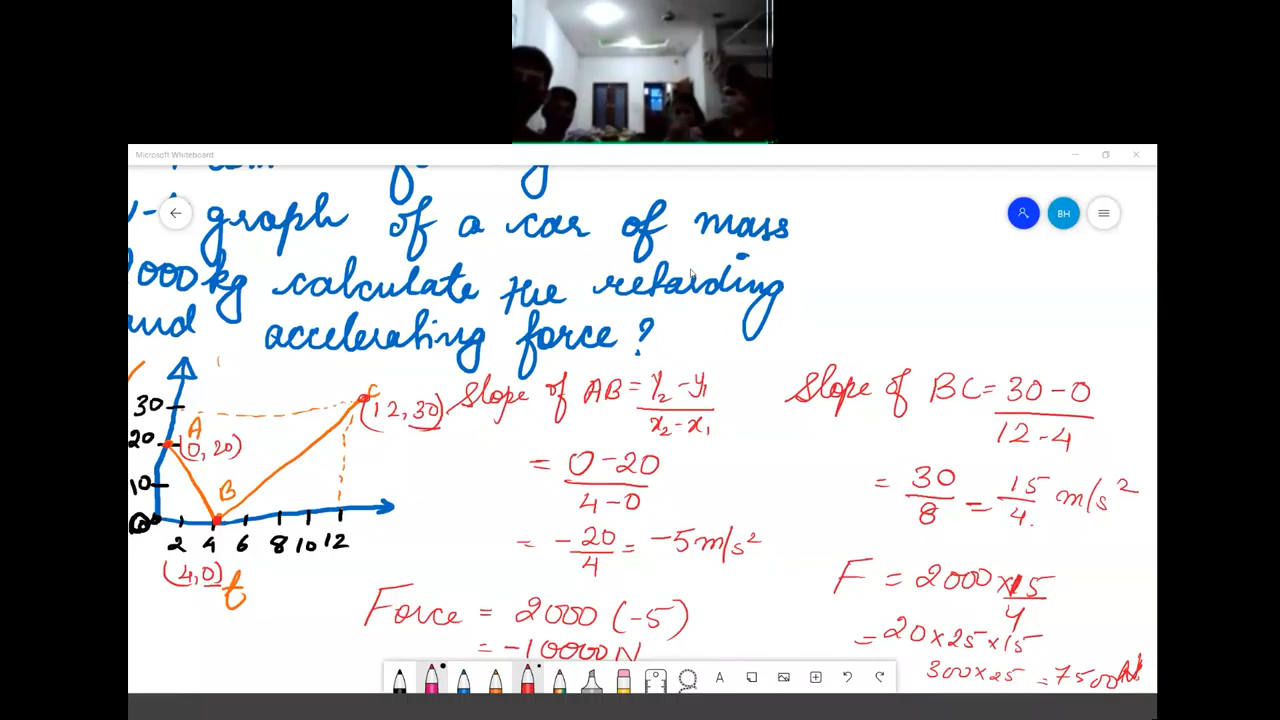 Microsoft Whiteboard
BH
graph of a car of mass
000 kg calculate the retarding
and accelerating force?
30
20
10
0
A
(0, 20)
B
C
(12, 30)
2 4 6 8 10 12
(4, 0)
t
Slope of AB = y₂ - y₁ / x₂ - x₁
= 0 - 20 / 4 - 0
= - 20 / 4 = -5 m/s²
Force = 2000 (-5)
= -10000 N
Slope of BC = 30 - 0 / 12 - 4
= 30 / 8 = 15 / 4 m/s²
F = 2000 × 15 / 4
= 20 × 25 × 15
300 × 25 = 7500 N